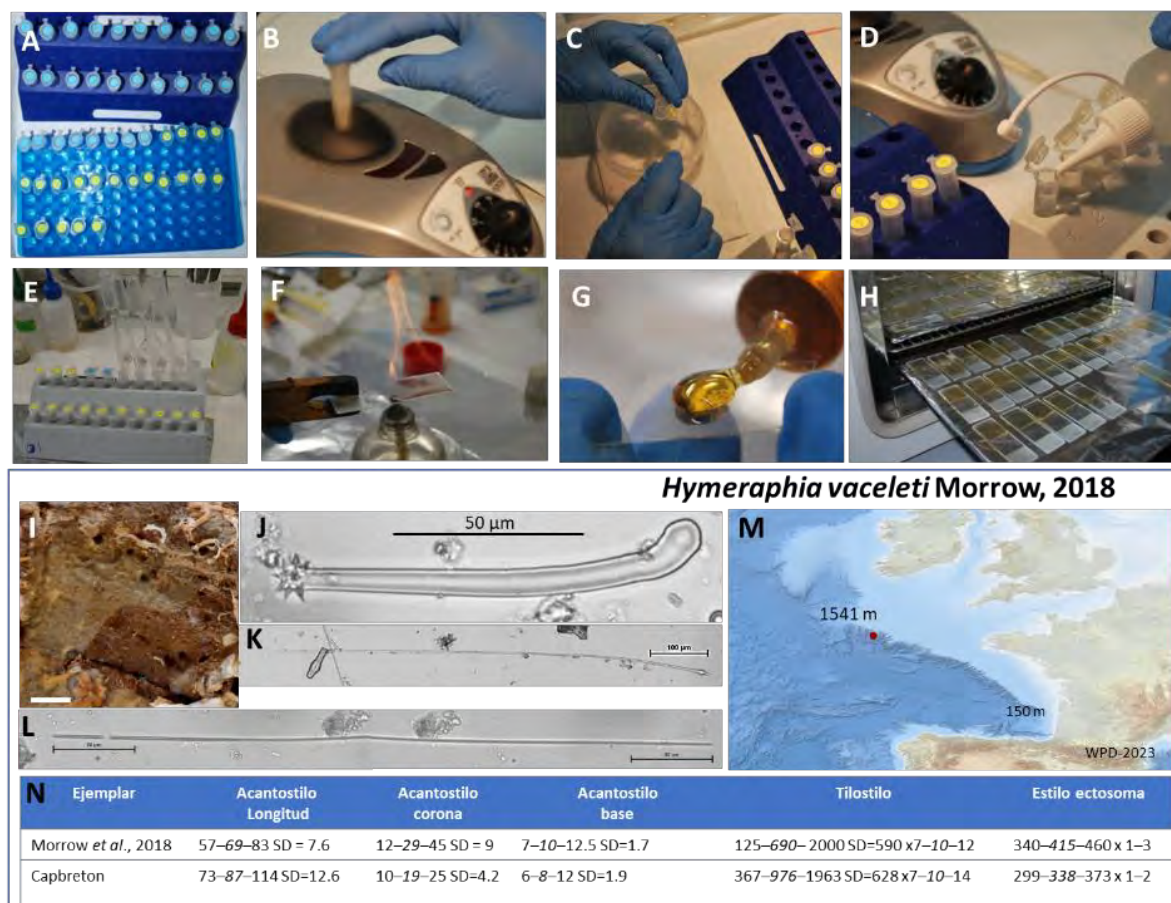 A
B
C
D
E
F
G
H
Hymeraphia vaceleti Morrow, 2018
I
J
50 µm
K
100 µm
L
M
1541 m
150 m
WPD-2023
N
Ejemplar Acantostilo Longitud Acantostilo corona Acantostilo base Tilostilo Estilo ectosoma
Morrow et al., 2018 57–69–83 SD = 7.6 12–29–45 SD = 9 7–10–12.5 SD=1.7 125–690– 2000 SD=590 x7–10–12 340–415–460 x 1–3
Capbreton 73–87–114 SD=12.6 10–19–25 SD=4.2 6–8–12 SD=1.9 367–976–1963 SD=628 x7–10–14 299–338–373 x 1–2